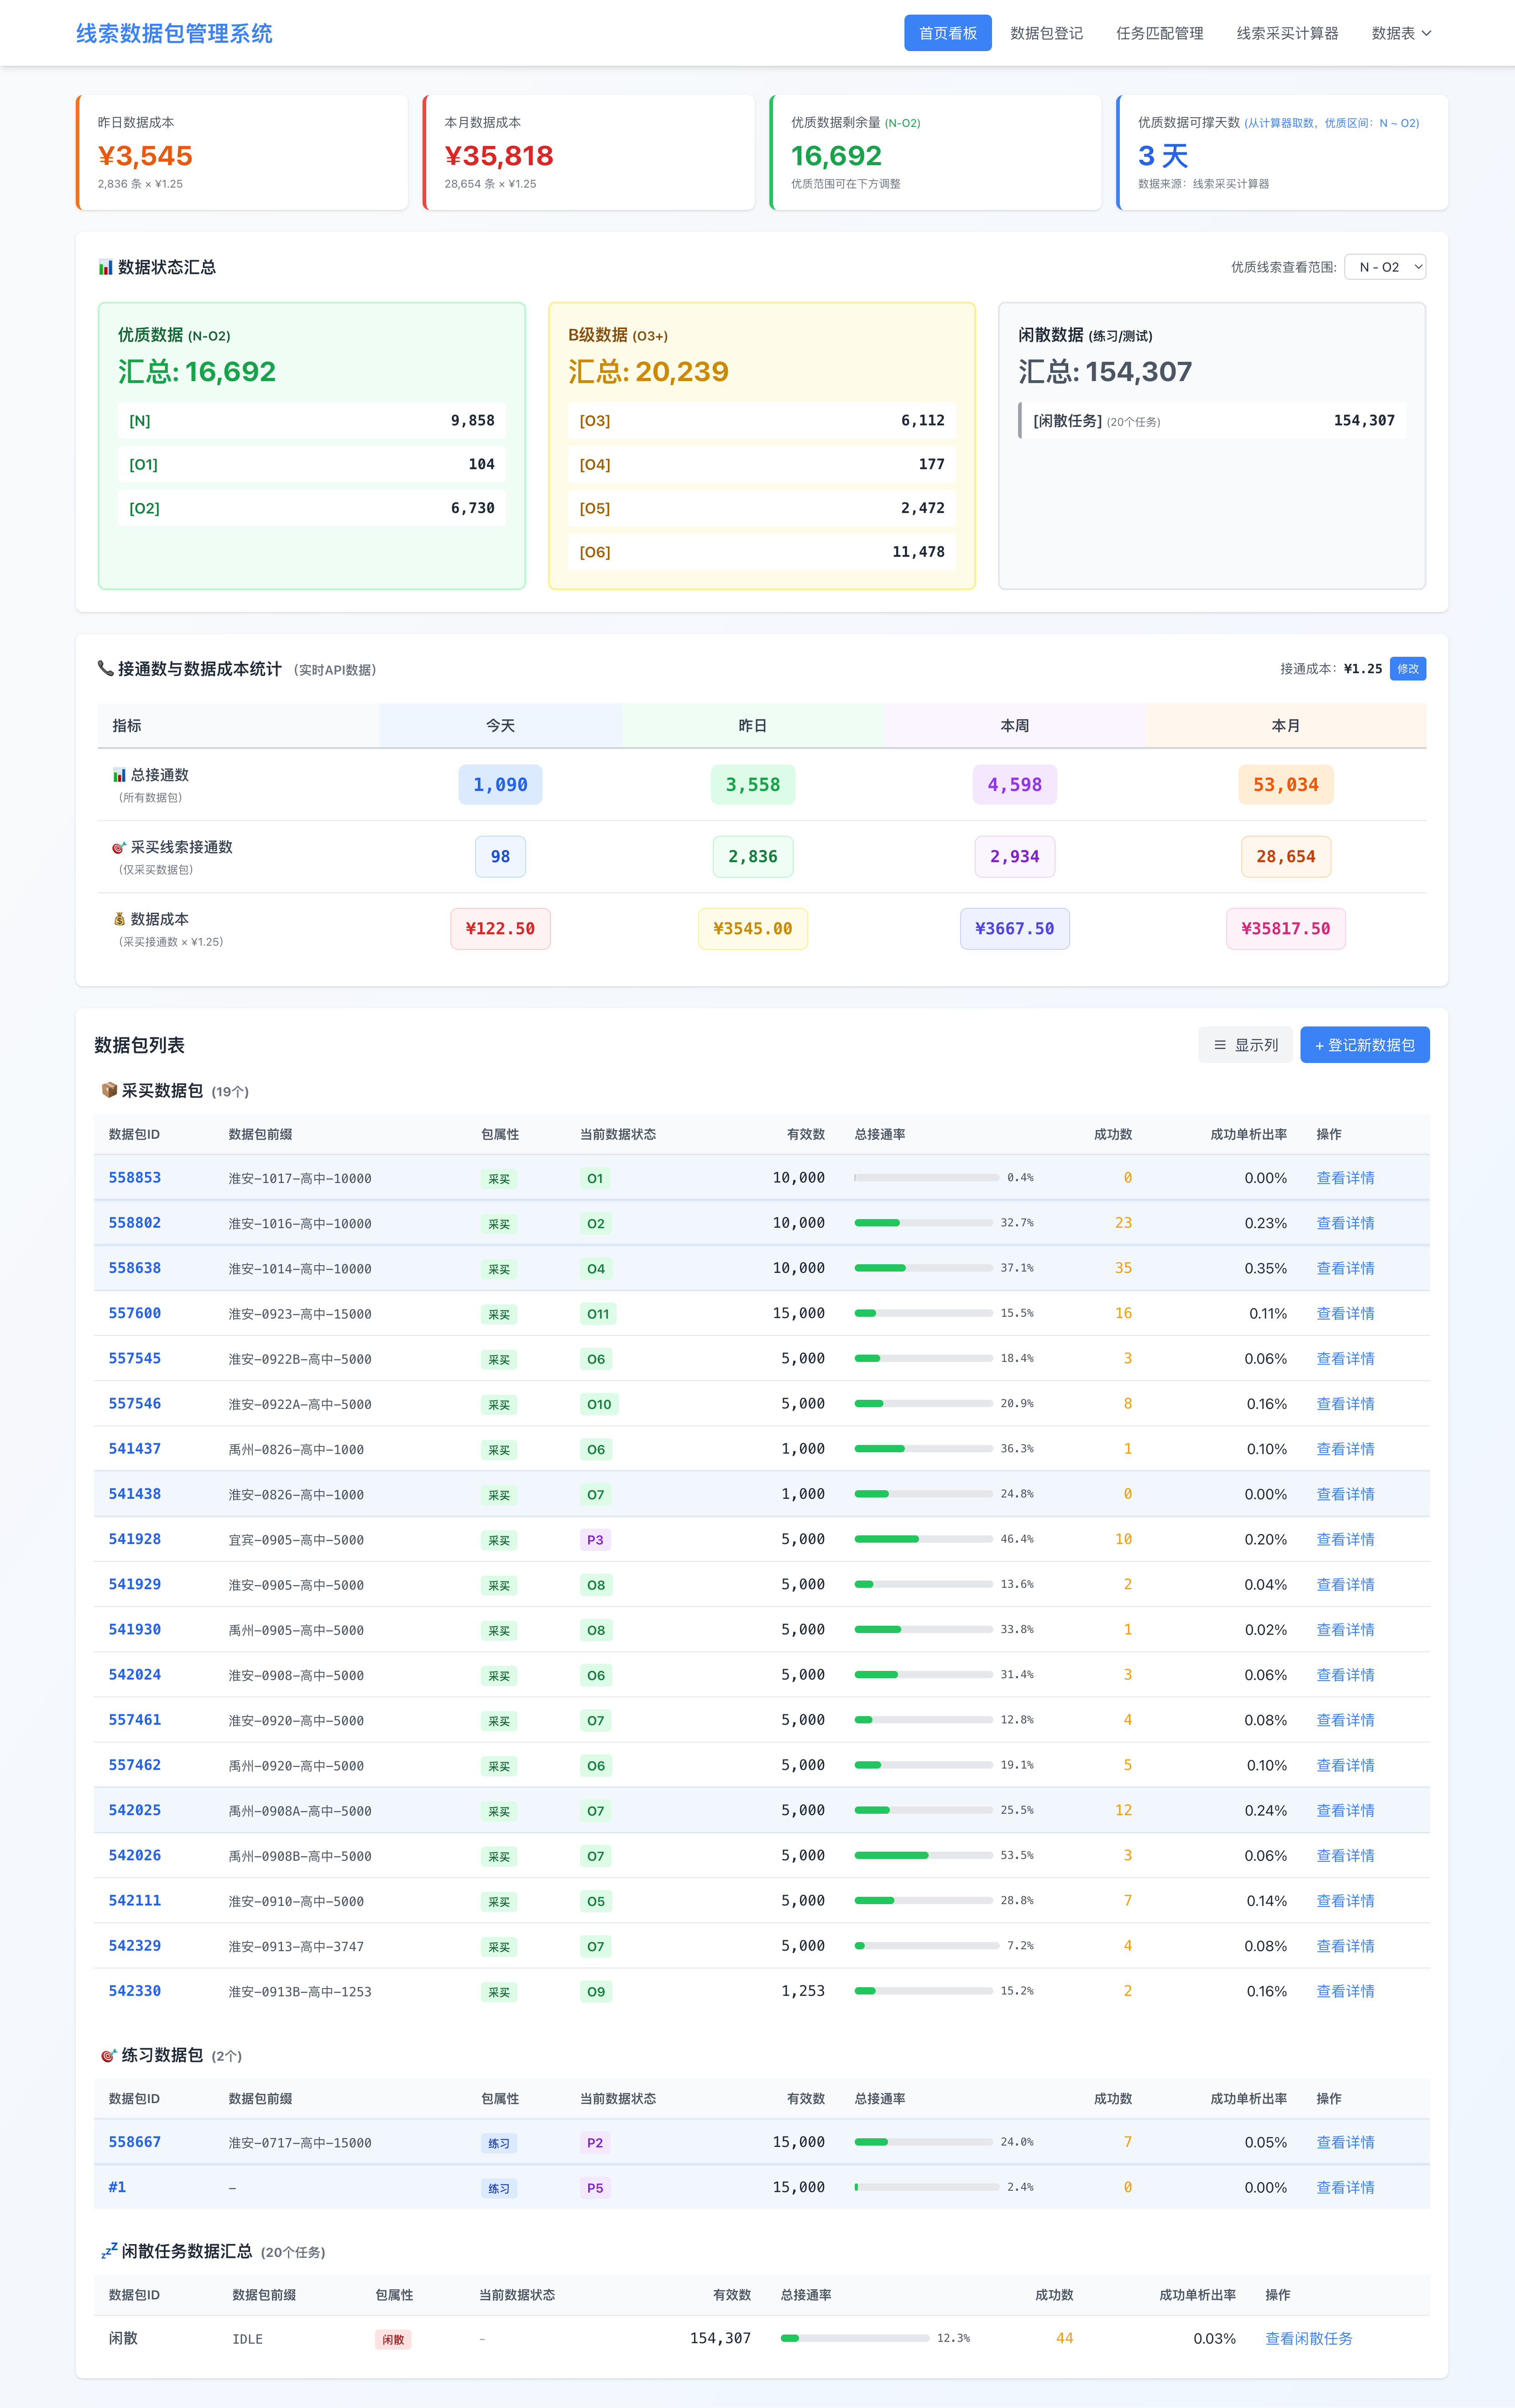 线索数据包管理系统
首页看板 数据包登记 任务匹配管理 线索采买计算器 数据表
昨日数据成本
¥3,545
2,836 条 × ¥1.25
本月数据成本
¥35,818
28,654 条 × ¥1.25
优质数据剩余量 (N-O2)
16,692
优质范围可在下方调整
优质数据可撑天数 (从计算器取数，优质区间：N ~ O2)
3 天
数据来源：线索采买计算器
📊 数据状态汇总
优质线索查看范围: N - O2
优质数据 (N-O2)
汇总: 16,692
[N] 9,858
[O1] 104
[O2] 6,730
B级数据 (O3+)
汇总: 20,239
[O3] 6,112
[O4] 177
[O5] 2,472
[O6] 11,478
闲散数据 (练习/测试)
汇总: 154,307
[闲散任务] (20个任务) 154,307
📞 接通数与数据成本统计 （实时API数据）
接通成本: ¥1.25 修改
指标 今天 昨日 本周 本月
📊 总接通数 1,090 3,558 4,598 53,034
（所有数据包）
🎯 采买线索接通数 98 2,836 2,934 28,654
（仅采买数据包）
💰 数据成本 ¥122.50 ¥3545.00 ¥3667.50 ¥35817.50
（采买接通数 × ¥1.25）
数据包列表
☰ 显示列 + 登记新数据包
📦 采买数据包 (19个)
数据包ID 数据包前缀 包属性 当前数据状态 有效数 总接通率 成功数 成功单析出率 操作
558853 淮安-1017-高中-10000 采买 O1 10,000 0.4% 0 0.00% 查看详情
558802 淮安-1016-高中-10000 采买 O2 10,000 32.7% 23 0.23% 查看详情
558638 淮安-1014-高中-10000 采买 O4 10,000 37.1% 35 0.35% 查看详情
557600 淮安-0923-高中-15000 采买 O11 15,000 15.5% 16 0.11% 查看详情
557545 淮安-0922B-高中-5000 采买 O6 5,000 18.4% 3 0.06% 查看详情
557546 淮安-0922A-高中-5000 采买 O10 5,000 20.9% 8 0.16% 查看详情
541437 禹州-0826-高中-1000 采买 O6 1,000 36.3% 1 0.10% 查看详情
541438 淮安-0826-高中-1000 采买 O7 1,000 24.8% 0 0.00% 查看详情
541928 宜宾-0905-高中-5000 采买 P3 5,000 46.4% 10 0.20% 查看详情
541929 淮安-0905-高中-5000 采买 O8 5,000 13.6% 2 0.04% 查看详情
541930 禹州-0905-高中-5000 采买 O8 5,000 33.8% 1 0.02% 查看详情
542024 淮安-0908-高中-5000 采买 O6 5,000 31.4% 3 0.06% 查看详情
557461 淮安-0920-高中-5000 采买 O7 5,000 12.8% 4 0.08% 查看详情
557462 禹州-0920-高中-5000 采买 O6 5,000 19.1% 5 0.10% 查看详情
542025 禹州-0908A-高中-5000 采买 O7 5,000 25.5% 12 0.24% 查看详情
542026 禹州-0908B-高中-5000 采买 O7 5,000 53.5% 3 0.06% 查看详情
542111 淮安-0910-高中-5000 采买 O5 5,000 28.8% 7 0.14% 查看详情
542329 淮安-0913-高中-3747 采买 O7 5,000 7.2% 4 0.08% 查看详情
542330 淮安-0913B-高中-1253 采买 O9 1,253 15.2% 2 0.16% 查看详情
🎯 练习数据包 (2个)
数据包ID 数据包前缀 包属性 当前数据状态 有效数 总接通率 成功数 成功单析出率 操作
558667 淮安-0717-高中-15000 练习 P2 15,000 24.0% 7 0.05% 查看详情
#1 - 练习 P5 15,000 2.4% 0 0.00% 查看详情
💤 闲散任务数据汇总 (20个任务)
数据包ID 数据包前缀 包属性 当前数据状态 有效数 总接通率 成功数 成功单析出率 操作
闲散 IDLE 闲散 - 154,307 12.3% 44 0.03% 查看闲散任务